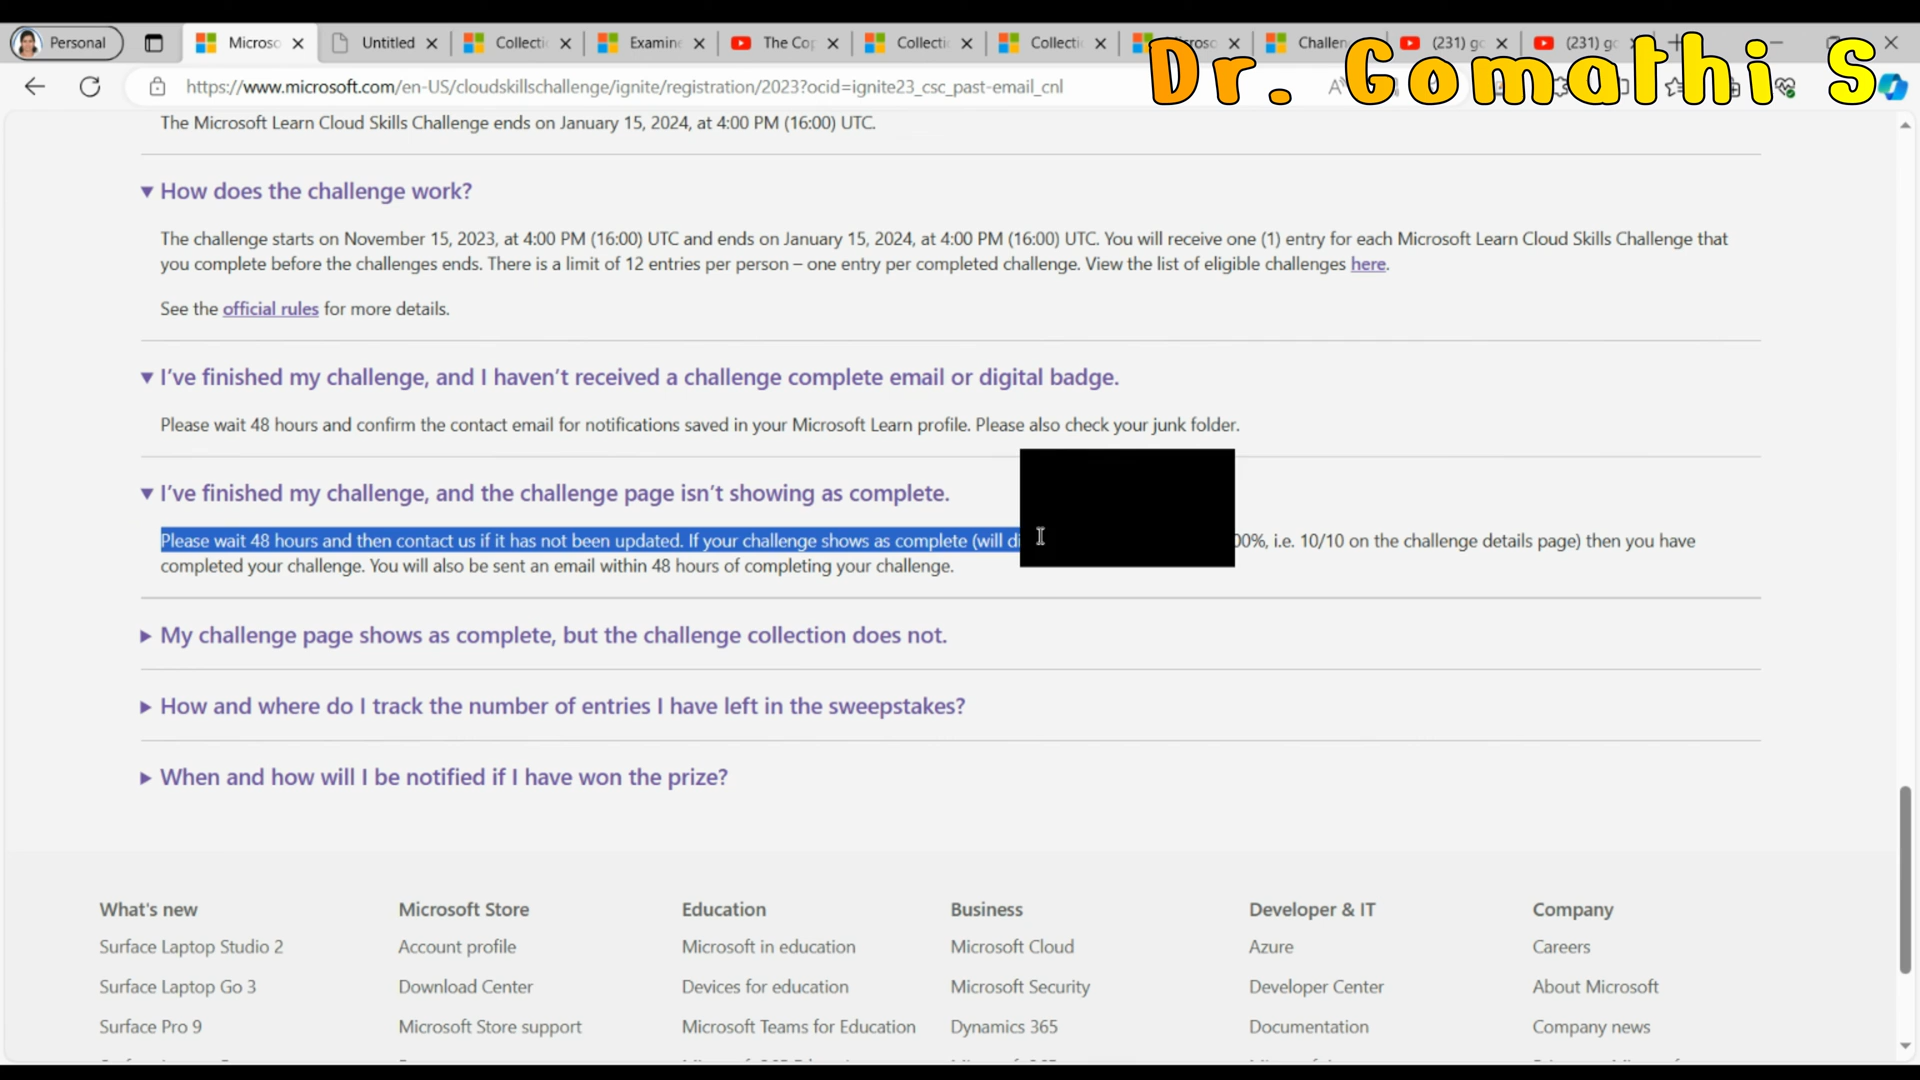 Personal
Microso
Untitled
Collecti
Examine
The Cop
Collecti
Collecti
Challen
(231) gc
(231) gc
Dr. Gomathi S
https://www.microsoft.com/en-US/cloudskillschallenge/ignite/registration/2023?ocid=ignite23_csc_past-email_cnl
The Microsoft Learn Cloud Skills Challenge ends on January 15, 2024, at 4:00 PM (16:00) UTC.
How does the challenge work?
The challenge starts on November 15, 2023, at 4:00 PM (16:00) UTC and ends on January 15, 2024, at 4:00 PM (16:00) UTC. You will receive one (1) entry for each Microsoft Learn Cloud Skills Challenge that
you complete before the challenges ends. There is a limit of 12 entries per person – one entry per completed challenge. View the list of eligible challenges here.
See the official rules for more details.
I've finished my challenge, and I haven't received a challenge complete email or digital badge.
Please wait 48 hours and confirm the contact email for notifications saved in your Microsoft Learn profile. Please also check your junk folder.
I've finished my challenge, and the challenge page isn't showing as complete.
Please wait 48 hours and then contact us if it has not been updated. If your challenge shows as complete (will di 00%, i.e. 10/10 on the challenge details page) then you have
completed your challenge. You will also be sent an email within 48 hours of completing your challenge.
My challenge page shows as complete, but the challenge collection does not.
How and where do I track the number of entries I have left in the sweepstakes?
When and how will I be notified if I have won the prize?
What's new
Microsoft Store
Education
Business
Developer & IT
Company
Surface Laptop Studio 2
Account profile
Microsoft in education
Microsoft Cloud
Azure
Careers
Surface Laptop Go 3
Download Center
Devices for education
Microsoft Security
Developer Center
About Microsoft
Surface Pro 9
Microsoft Store support
Microsoft Teams for Education
Dynamics 365
Documentation
Company news